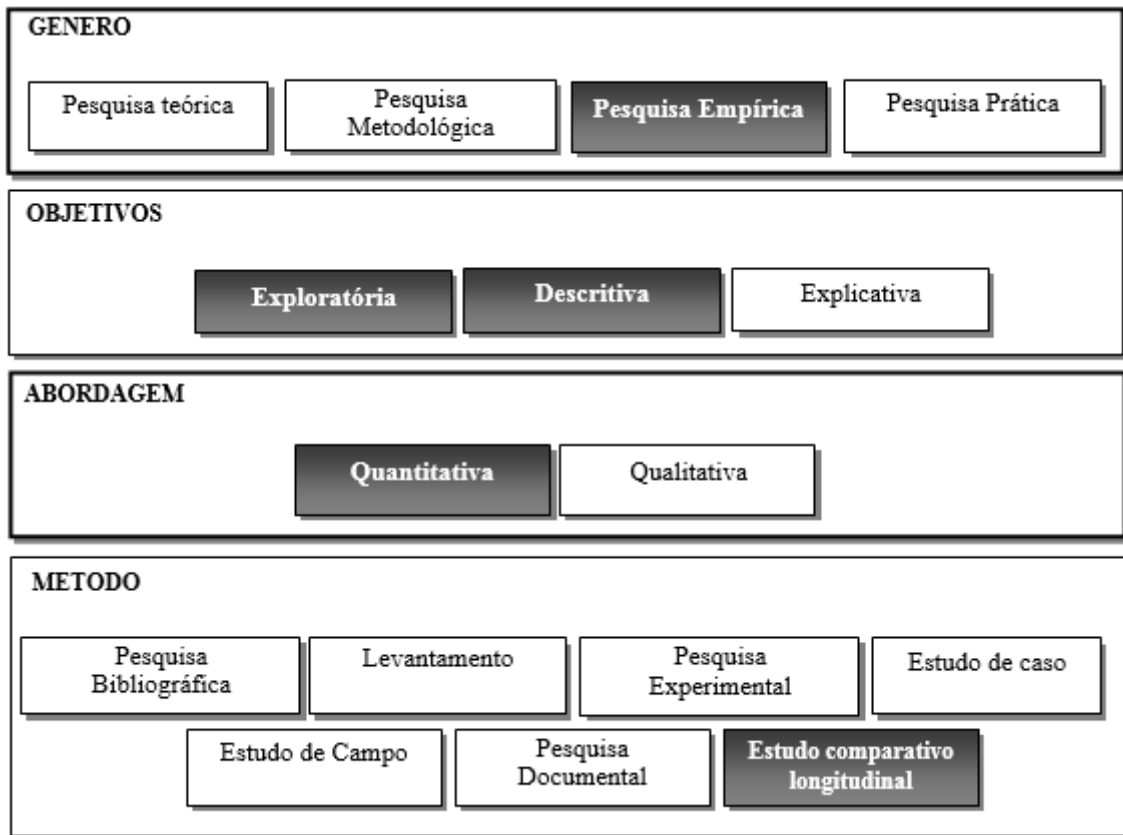 GENERO
Pesquisa teórica
Pesquisa
Metodológica
Pesquisa Empírica
Pesquisa Prática
OBJETIVOS
Exploratória
Descritiva
Explicativa
ABORDAGEM
Quantitativa
Qualitativa
METODO
Pesquisa
Bibliográfica
Levantamento
Pesquisa
Experimental
Estudo de caso
Estudo de Campo
Pesquisa
Documental
Estudo comparativo
longitudinal